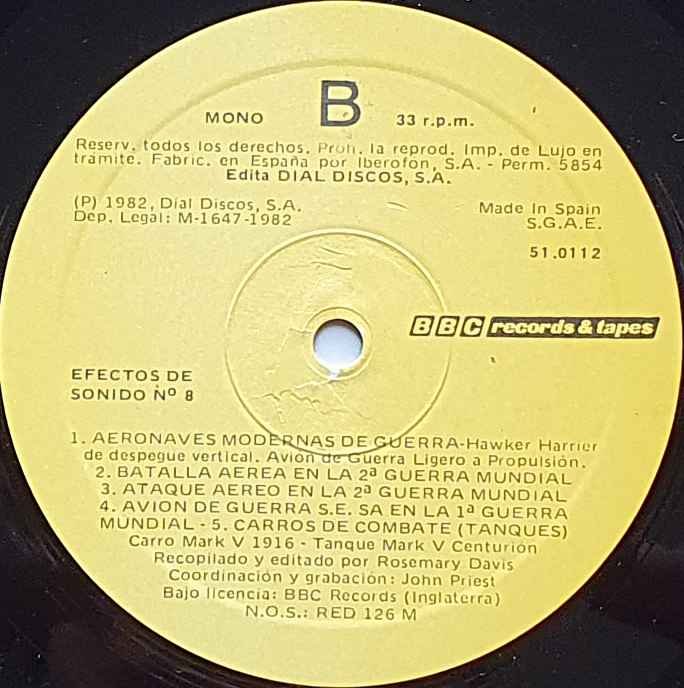 MONO B 33 r.p.m.
Reserv. todos los derechos. Proh. la reprod. Imp. de Lujo en
trámite. Fabric. en España por Iberofon, S.A. - Perm. 5854
Edita DIAL DISCOS, S.A.
(P) 1982, Dial Discos, S.A.
Dep. Legal: M-1647-1982
Made In Spain
S.G.A.E.
51.0112
BBC records & tapes
EFECTOS DE
SONIDO Nº 8
1. AERONAVES MODERNAS DE GUERRA-Hawker Harrier
de despegue vertical. Avión de Guerra Ligero a Propulsión.
2. BATALLA AEREA EN LA 2ª GUERRA MUNDIAL
3. ATAQUE AEREO EN LA 2ª GUERRA MUNDIAL
4. AVION DE GUERRA S.E. 5A EN LA 1ª GUERRA
MUNDIAL - 5. CARROS DE COMBATE (TANQUES)
Carro Mark V 1916 - Tanque Mark V Centurión
Recopilado y editado por Rosemary Davis
Coordinación y grabación: John Priest
Bajo licencia: BBC Records (Inglaterra)
N.O.S.: RED 126 M